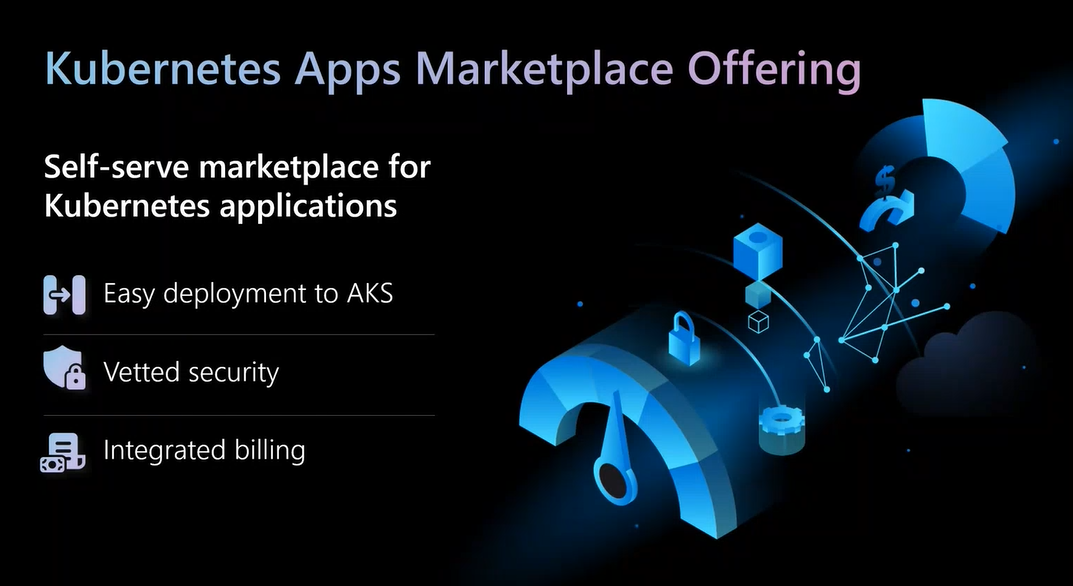 Kubernetes Apps Marketplace Offering
Self-serve marketplace for
Kubernetes applications
Easy deployment to AKS
Vetted security
Integrated billing
$